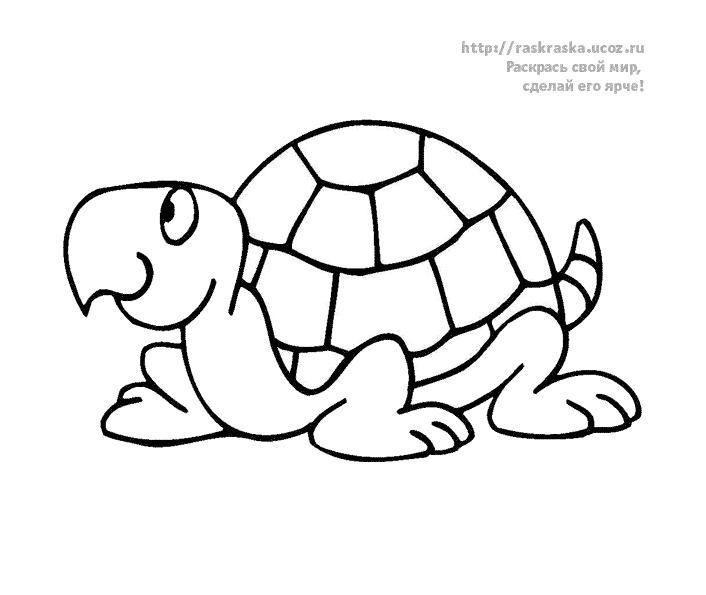 http://raskraska.ucoz.ru
Раскрась свой мир,
сделай его ярче!